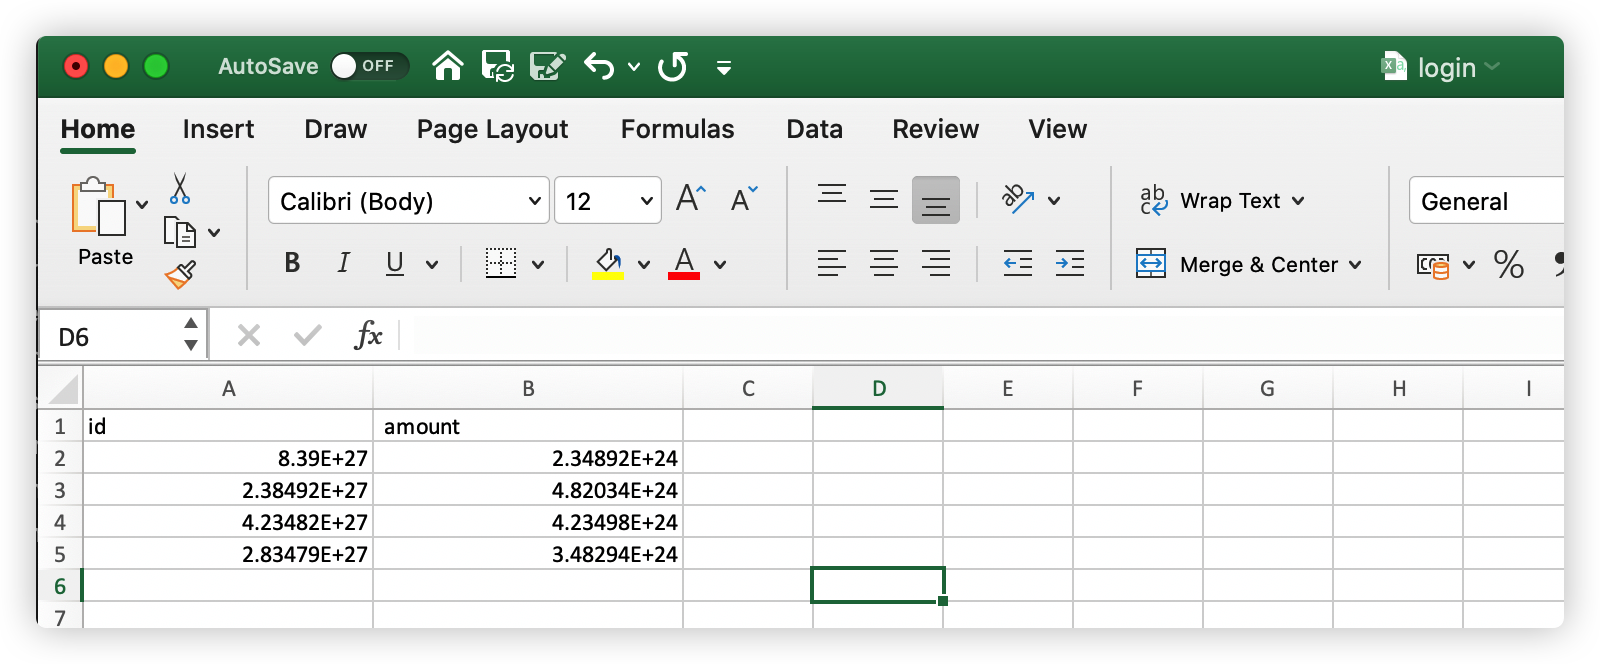 AutoSave OFF login
Home Insert Draw Page Layout Formulas Data Review View
Calibri (Body) 12 A A ab Wrap Text General
Paste B I U A Merge & Center %
D6 fx
A B C D E F G H I
1 id amount
2 8.39E+27 2.34892E+24
3 2.38492E+27 4.82034E+24
4 4.23482E+27 4.23498E+24
5 2.83479E+27 3.48294E+24
6
7